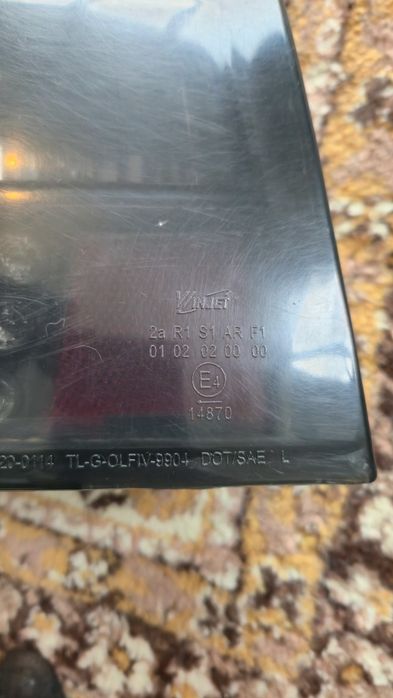 WINJET
2a R1 S1 AR F1
01 02 02 00 00
E4
14870
20-0114 TL-G-OLFIV-9904 DOT/SAE L